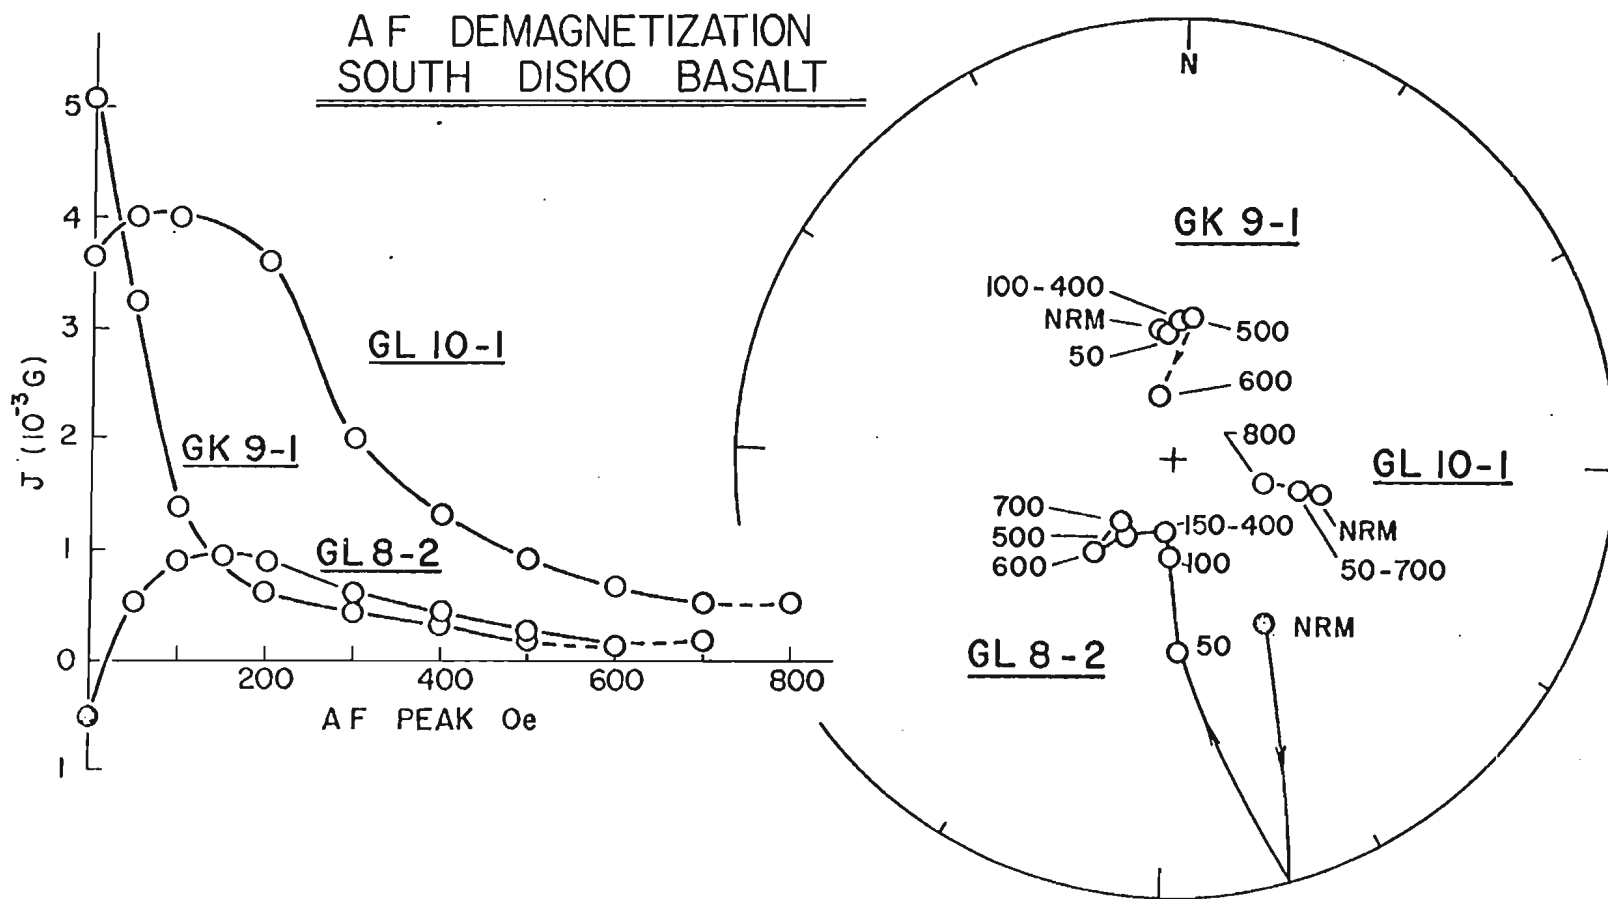 AF DEMAGNETIZATION
SOUTH DISKO BASALT
5
4
3
2
1
0
1
J (10⁻³G)
200
400
600
800
AF PEAK Oe
GL 10-1
GK 9-1
GL 8-2
N
GK 9-1
100-400
NRM
50
500
600
800
GL 10-1
NRM
50-700
700
500
600
150-400
100
50
NRM
GL 8-2